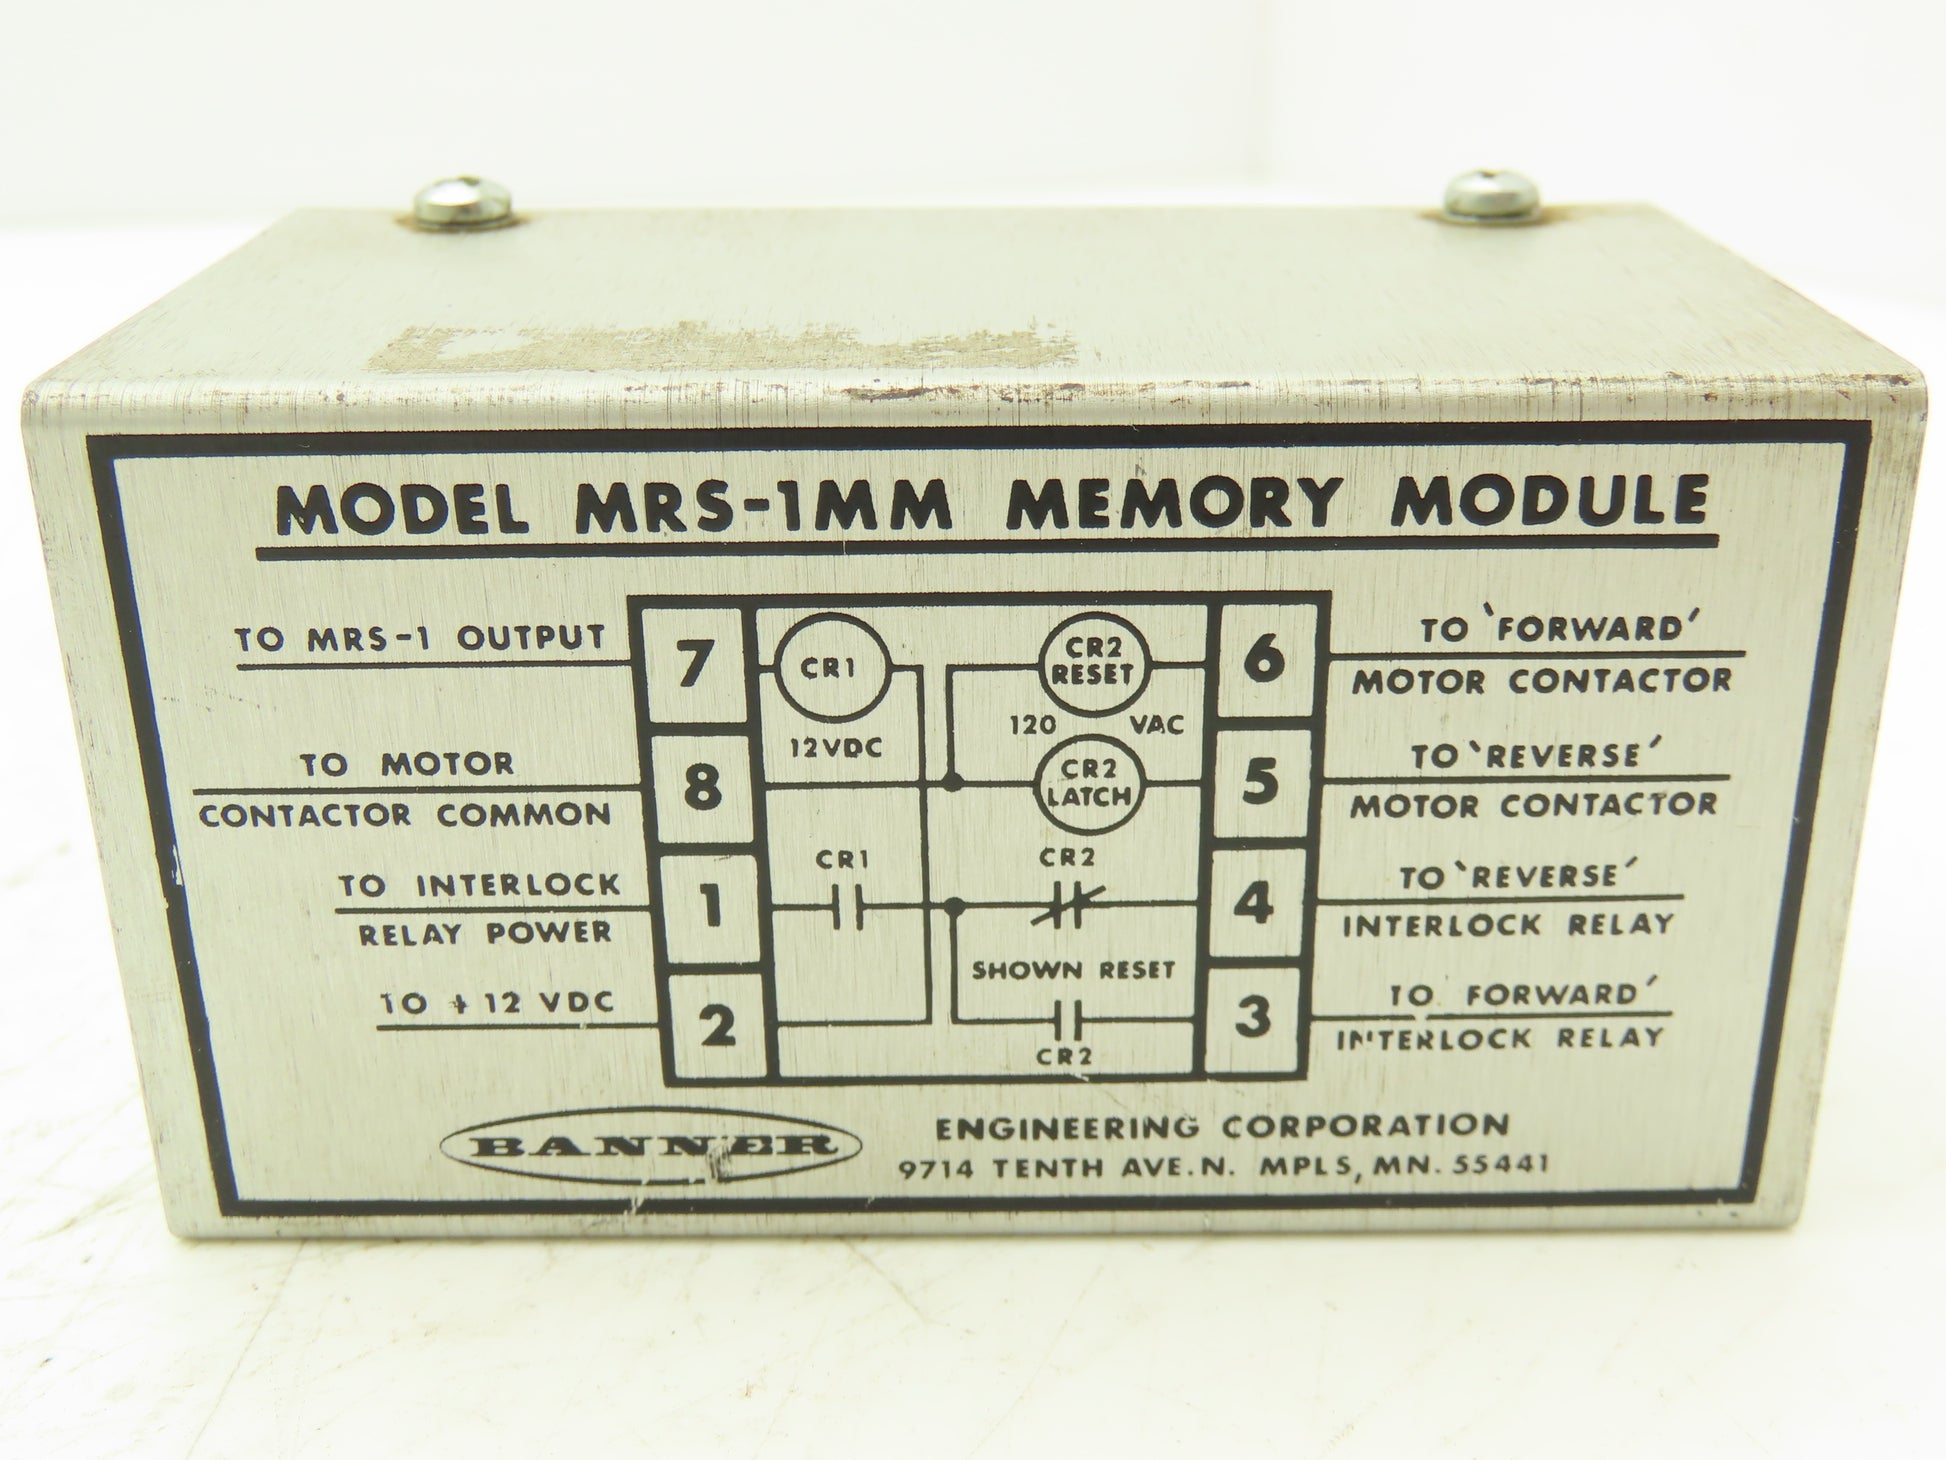 MODEL MRS-1MM MEMORY MODULE
TO MRS-1 OUTPUT
7
CR1
12VDC
CR2
RESET
6
TO 'FORWARD'
MOTOR CONTACTOR
120 VAC
TO MOTOR
CONTACTOR COMMON
8
CR2
LATCH
5
TO 'REVERSE'
MOTOR CONTACTOR
TO INTERLOCK
RELAY POWER
1
CR1
CR2
4
TO 'REVERSE'
INTERLOCK RELAY
SHOWN RESET
TO +12 VDC
2
CR2
3
TO FORWARD'
INTERLOCK RELAY
BANNER
ENGINEERING CORPORATION
9714 TENTH AVE.N. MPLS, MN. 55441